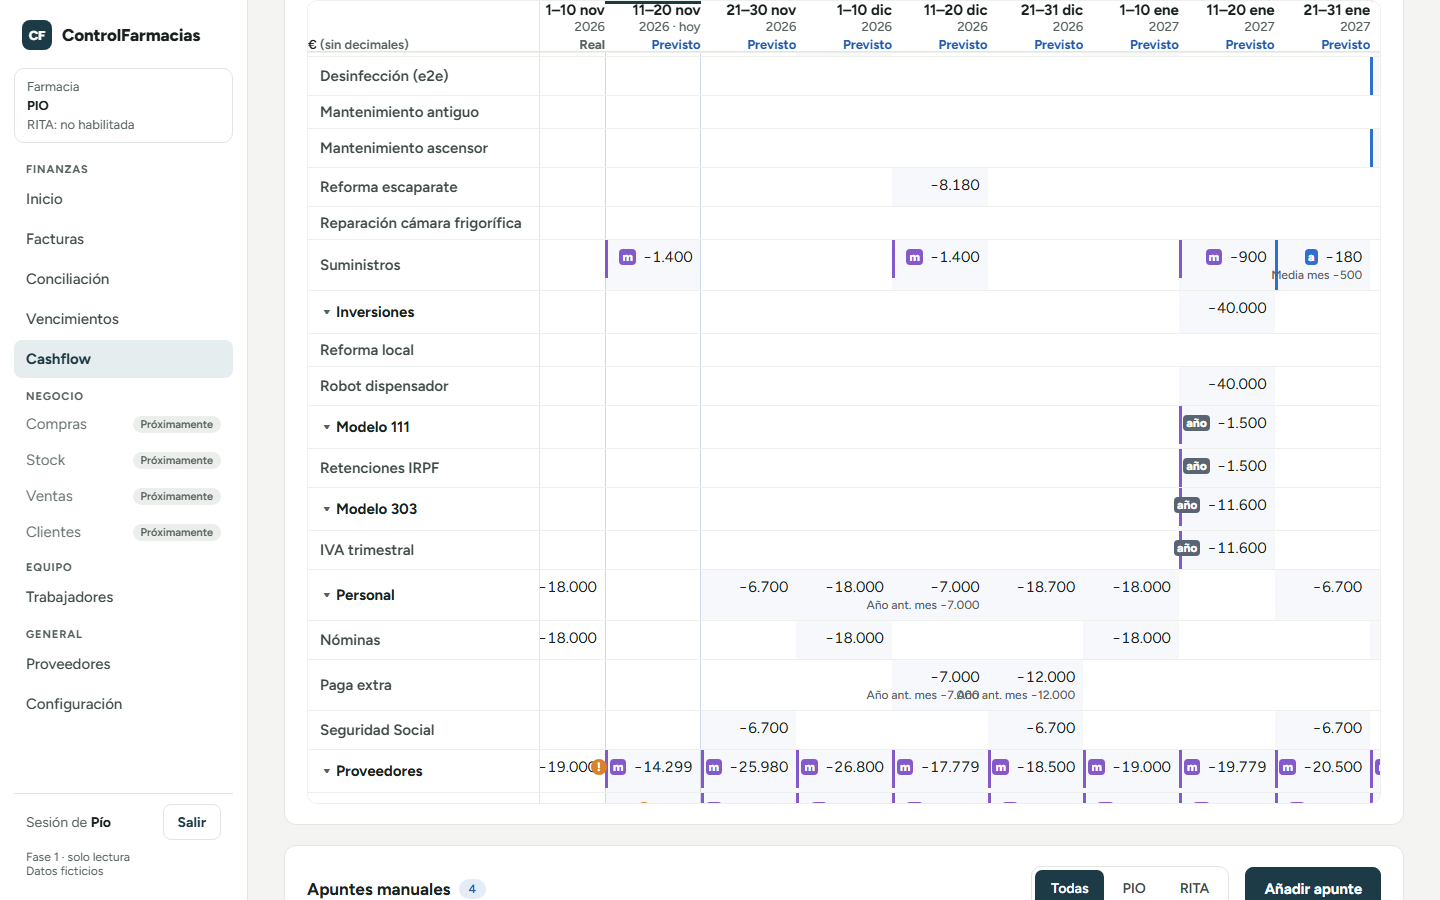 CF ControlFarmacias
Farmacia
PIO
RITA: no habilitada
FINANZAS
Inicio
Facturas
Conciliación
Vencimientos
Cashflow
NEGOCIO
Compras Próximamente
Stock Próximamente
Ventas Próximamente
Clientes Próximamente
EQUIPO
Trabajadores
GENERAL
Proveedores
Configuración
Sesión de Pío Salir
Fase 1 · solo lectura
Datos ficticios
1–10 nov 11–20 nov 21–30 nov 1–10 dic 11–20 dic 21–31 dic 1–10 ene 11–20 ene 21–31 ene
2026 2026 · hoy 2026 2026 2026 2026 2027 2027 2027
€ (sin decimales) Real Previsto Previsto Previsto Previsto Previsto Previsto Previsto Previsto
Desinfección (e2e)
Mantenimiento antiguo
Mantenimiento ascensor
Reforma escaparate −8.180
Reparación cámara frigorífica
Suministros m −1.400 m −1.400 m −900 a −180
Media mes −500
Inversiones −40.000
Reforma local
Robot dispensador −40.000
Modelo 111 año −1.500
Retenciones IRPF año −1.500
Modelo 303 año −11.600
IVA trimestral año −11.600
Personal −18.000 −6.700 −18.000 −7.000 −18.700 −18.000 −6.700
Año ant. mes −7.000
Nóminas −18.000 −18.000 −18.000
Paga extra −7.000 −12.000
Año ant. mes −7.000 Año ant. mes −12.000
Seguridad Social −6.700 −6.700 −6.700
Proveedores −19.000 ! m −14.299 m −25.980 m −26.800 m −17.779 m −18.500 m −19.000 m −19.779 m −20.500
Apuntes manuales 4 Todas PIO RITA Añadir apunte